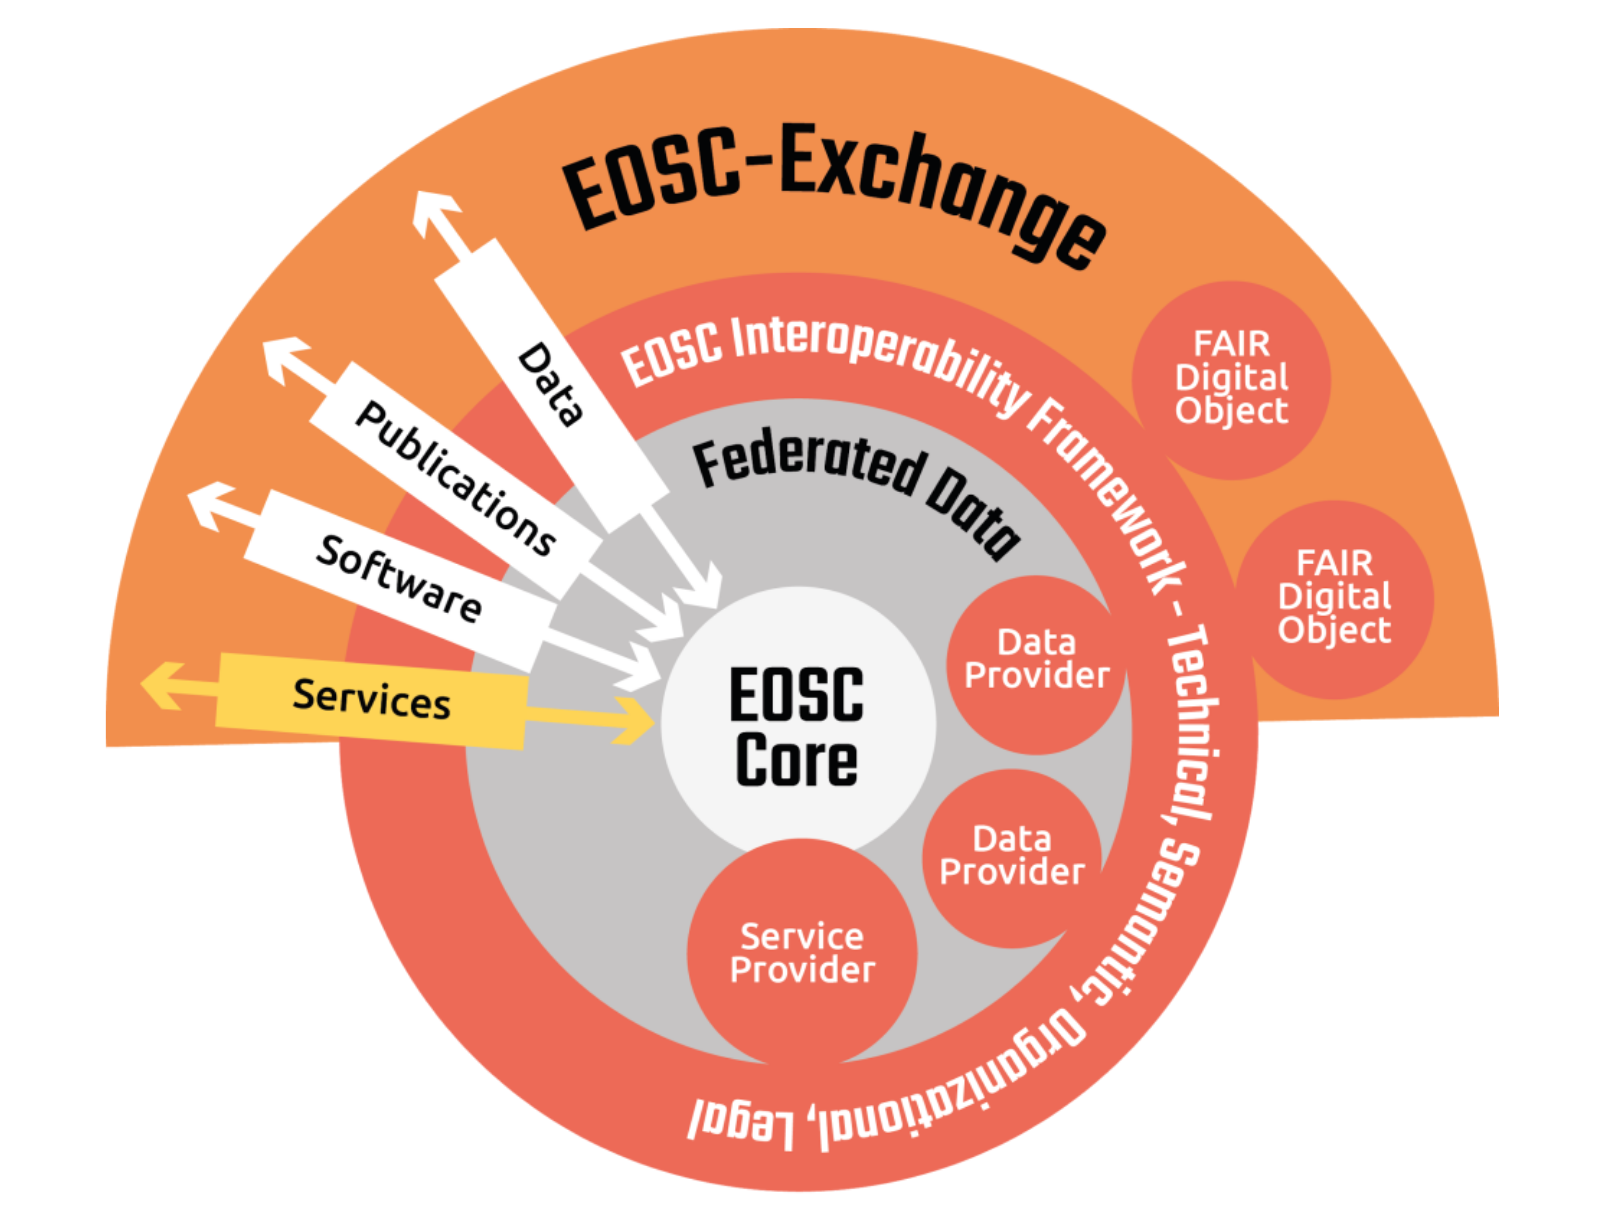 EOSC-Exchange
EOSC Interoperability Framework - Technical, Semantic, Organizational, Legal
Federated Data
Data
Publications
Software
Services
EOSC
Core
FAIR
Digital
Object
FAIR
Digital
Object
Data
Provider
Data
Provider
Service
Provider